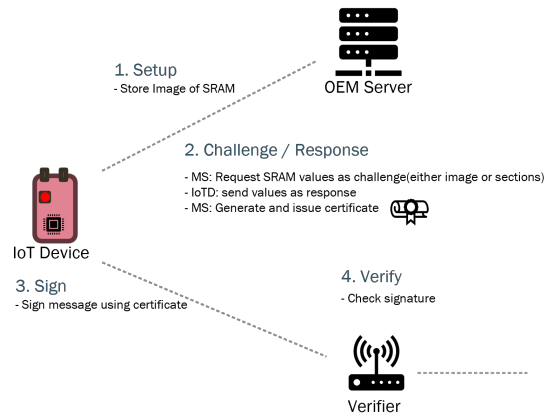 1. Setup
- Store Image of SRAM
OEM Server
2. Challenge / Response
- MS: Request SRAM values as challenge(either image or sections)
- IoTD: send values as response
- MS: Generate and issue certificate
IoT Device
3. Sign
- Sign message using certificate
4. Verify
- Check signature
Verifier